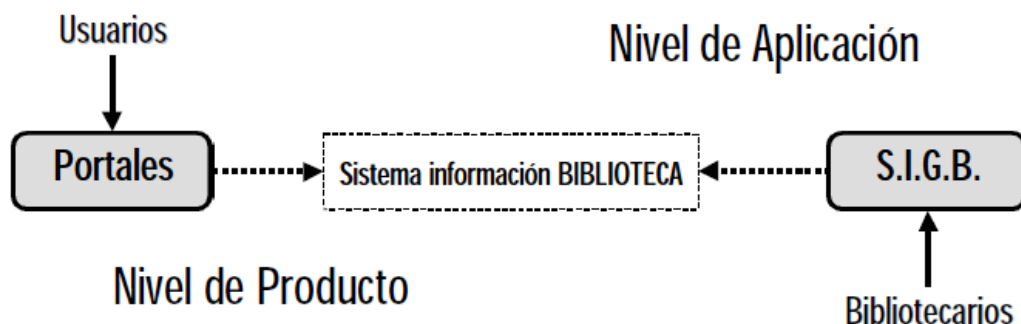 Usuarios
Nivel de Aplicación
Portales
Sistema información BIBLIOTECA
S.I.G.B.
Nivel de Producto
Bibliotecarios